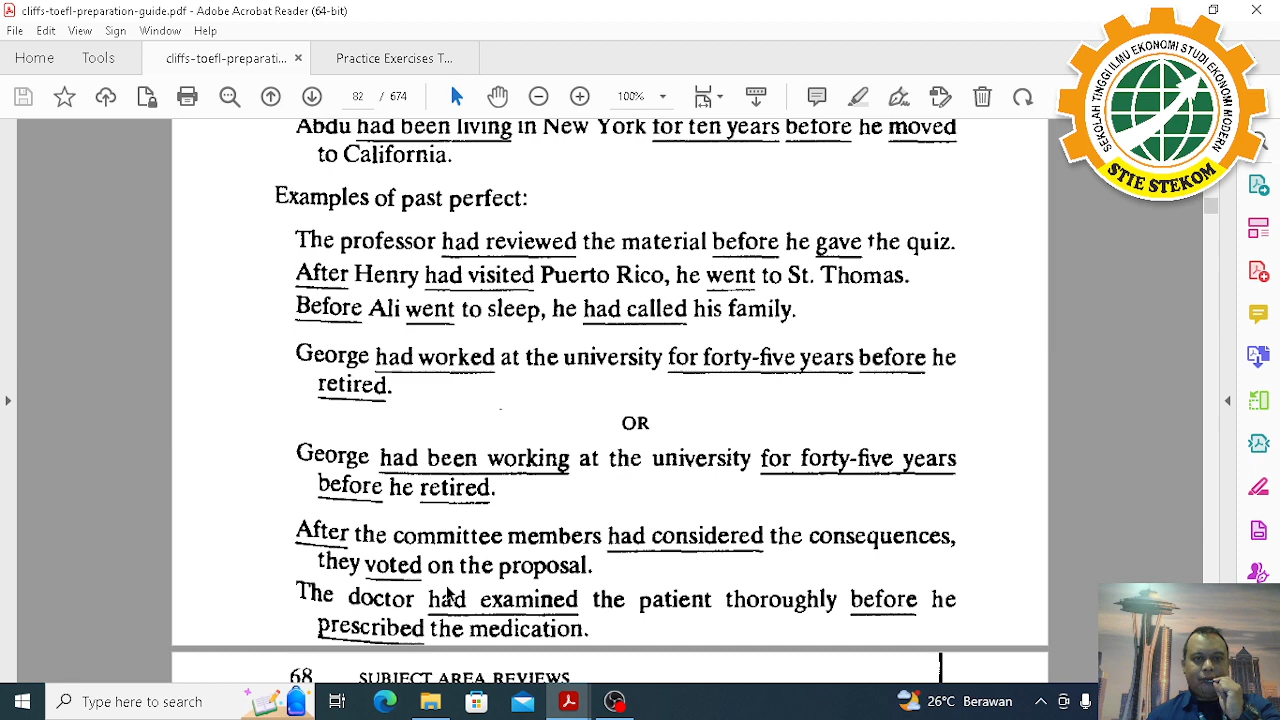 cliffs-toefl-preparation-guide.pdf - Adobe Acrobat Reader (64-bit)
File Edit View Sign Window Help
Home Tools cliffs-toefl-preparati... × Practice Exercises T...
82 / 674 100%
SEKOLAH TINGGI ILMU EKONOMI STUDI EKONOMI MODERN
STIE STEKOM
Abdu had been living in New York for ten years before he moved
to California.
Examples of past perfect:
The professor had reviewed the material before he gave the quiz.
After Henry had visited Puerto Rico, he went to St. Thomas.
Before Ali went to sleep, he had called his family.
George had worked at the university for forty-five years before he
retired.
OR
George had been working at the university for forty-five years
before he retired.
After the committee members had considered the consequences,
they voted on the proposal.
The doctor had examined the patient thoroughly before he
prescribed the medication.
68 SUBJECT AREA REVIEWS
Type here to search
26°C Berawan